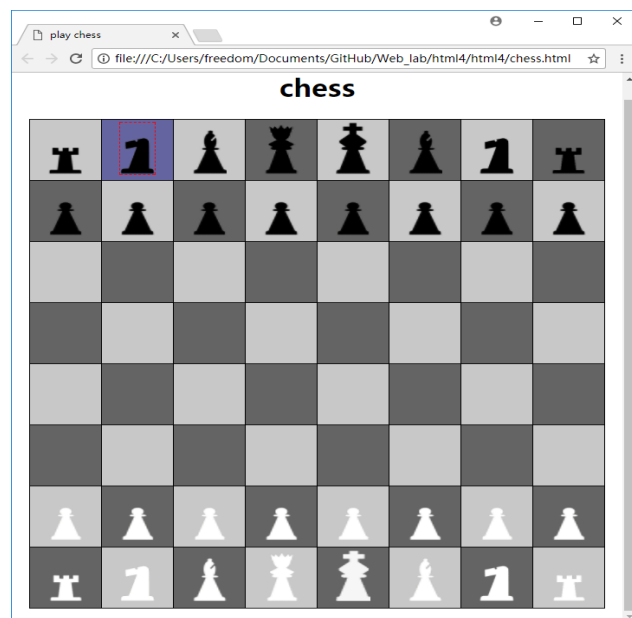 play chess
file:///C:/Users/freedom/Documents/GitHub/Web_lab/html4/html4/chess.html
chess